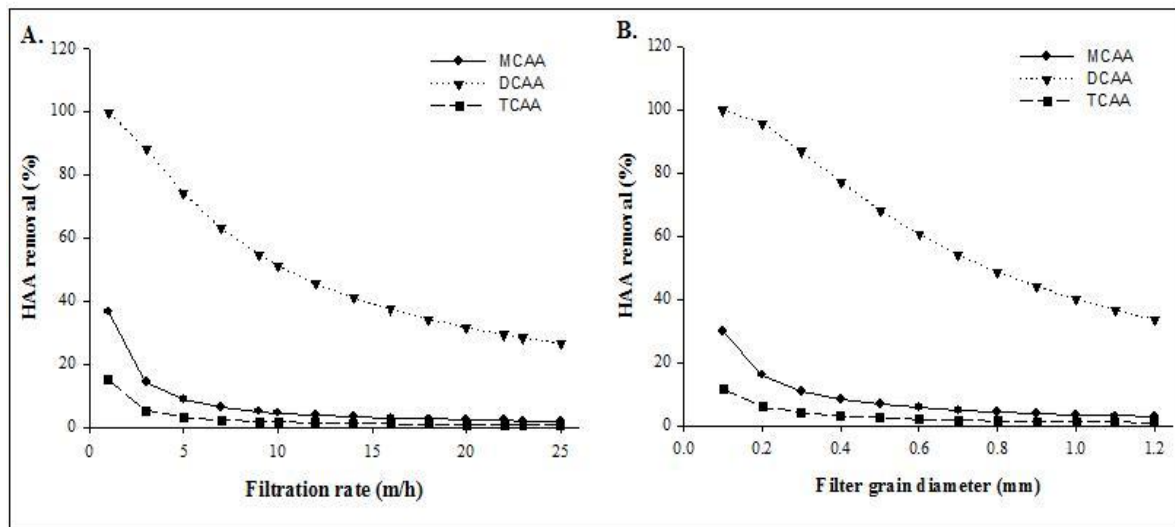 A.
MCAA
DCAA
TCAA
HAA removal (%)
120
100
80
60
40
20
0
0 5 10 15 20 25
Filtration rate (m/h)
B.
MCAA
DCAA
TCAA
HAA removal (%)
120
100
80
60
40
20
0
0.0 0.2 0.4 0.6 0.8 1.0 1.2
Filter grain diameter (mm)